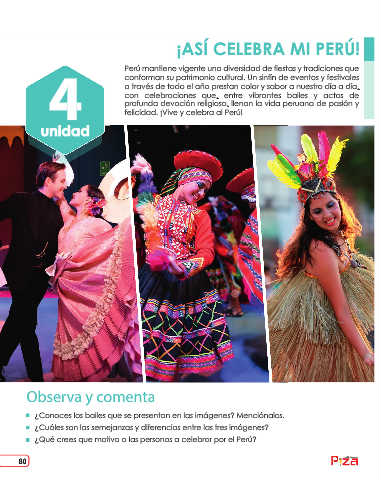 ¡ASÍ CELEBRA MI PERÚ!
Perú mantiene vigente una diversidad de fiestas y tradiciones que
conforman su patrimonio cultural. Un sinfín de eventos y festivales
a través de todo el año prestan color y sabor a nuestro día a día,
con celebraciones que, entre vibrantes bailes y actos de
profunda devoción religiosa, llenan la vida peruana de pasión y
felicidad. ¡Vive y celebra al Perú!
4
unidad
Observa y comenta
¿Conoces los bailes que se presentan en las imágenes? Menciónalos.
¿Cuáles son las semejanzas y diferencias entre las tres imágenes?
¿Qué crees que motiva a las personas a celebrar por el Perú?
80